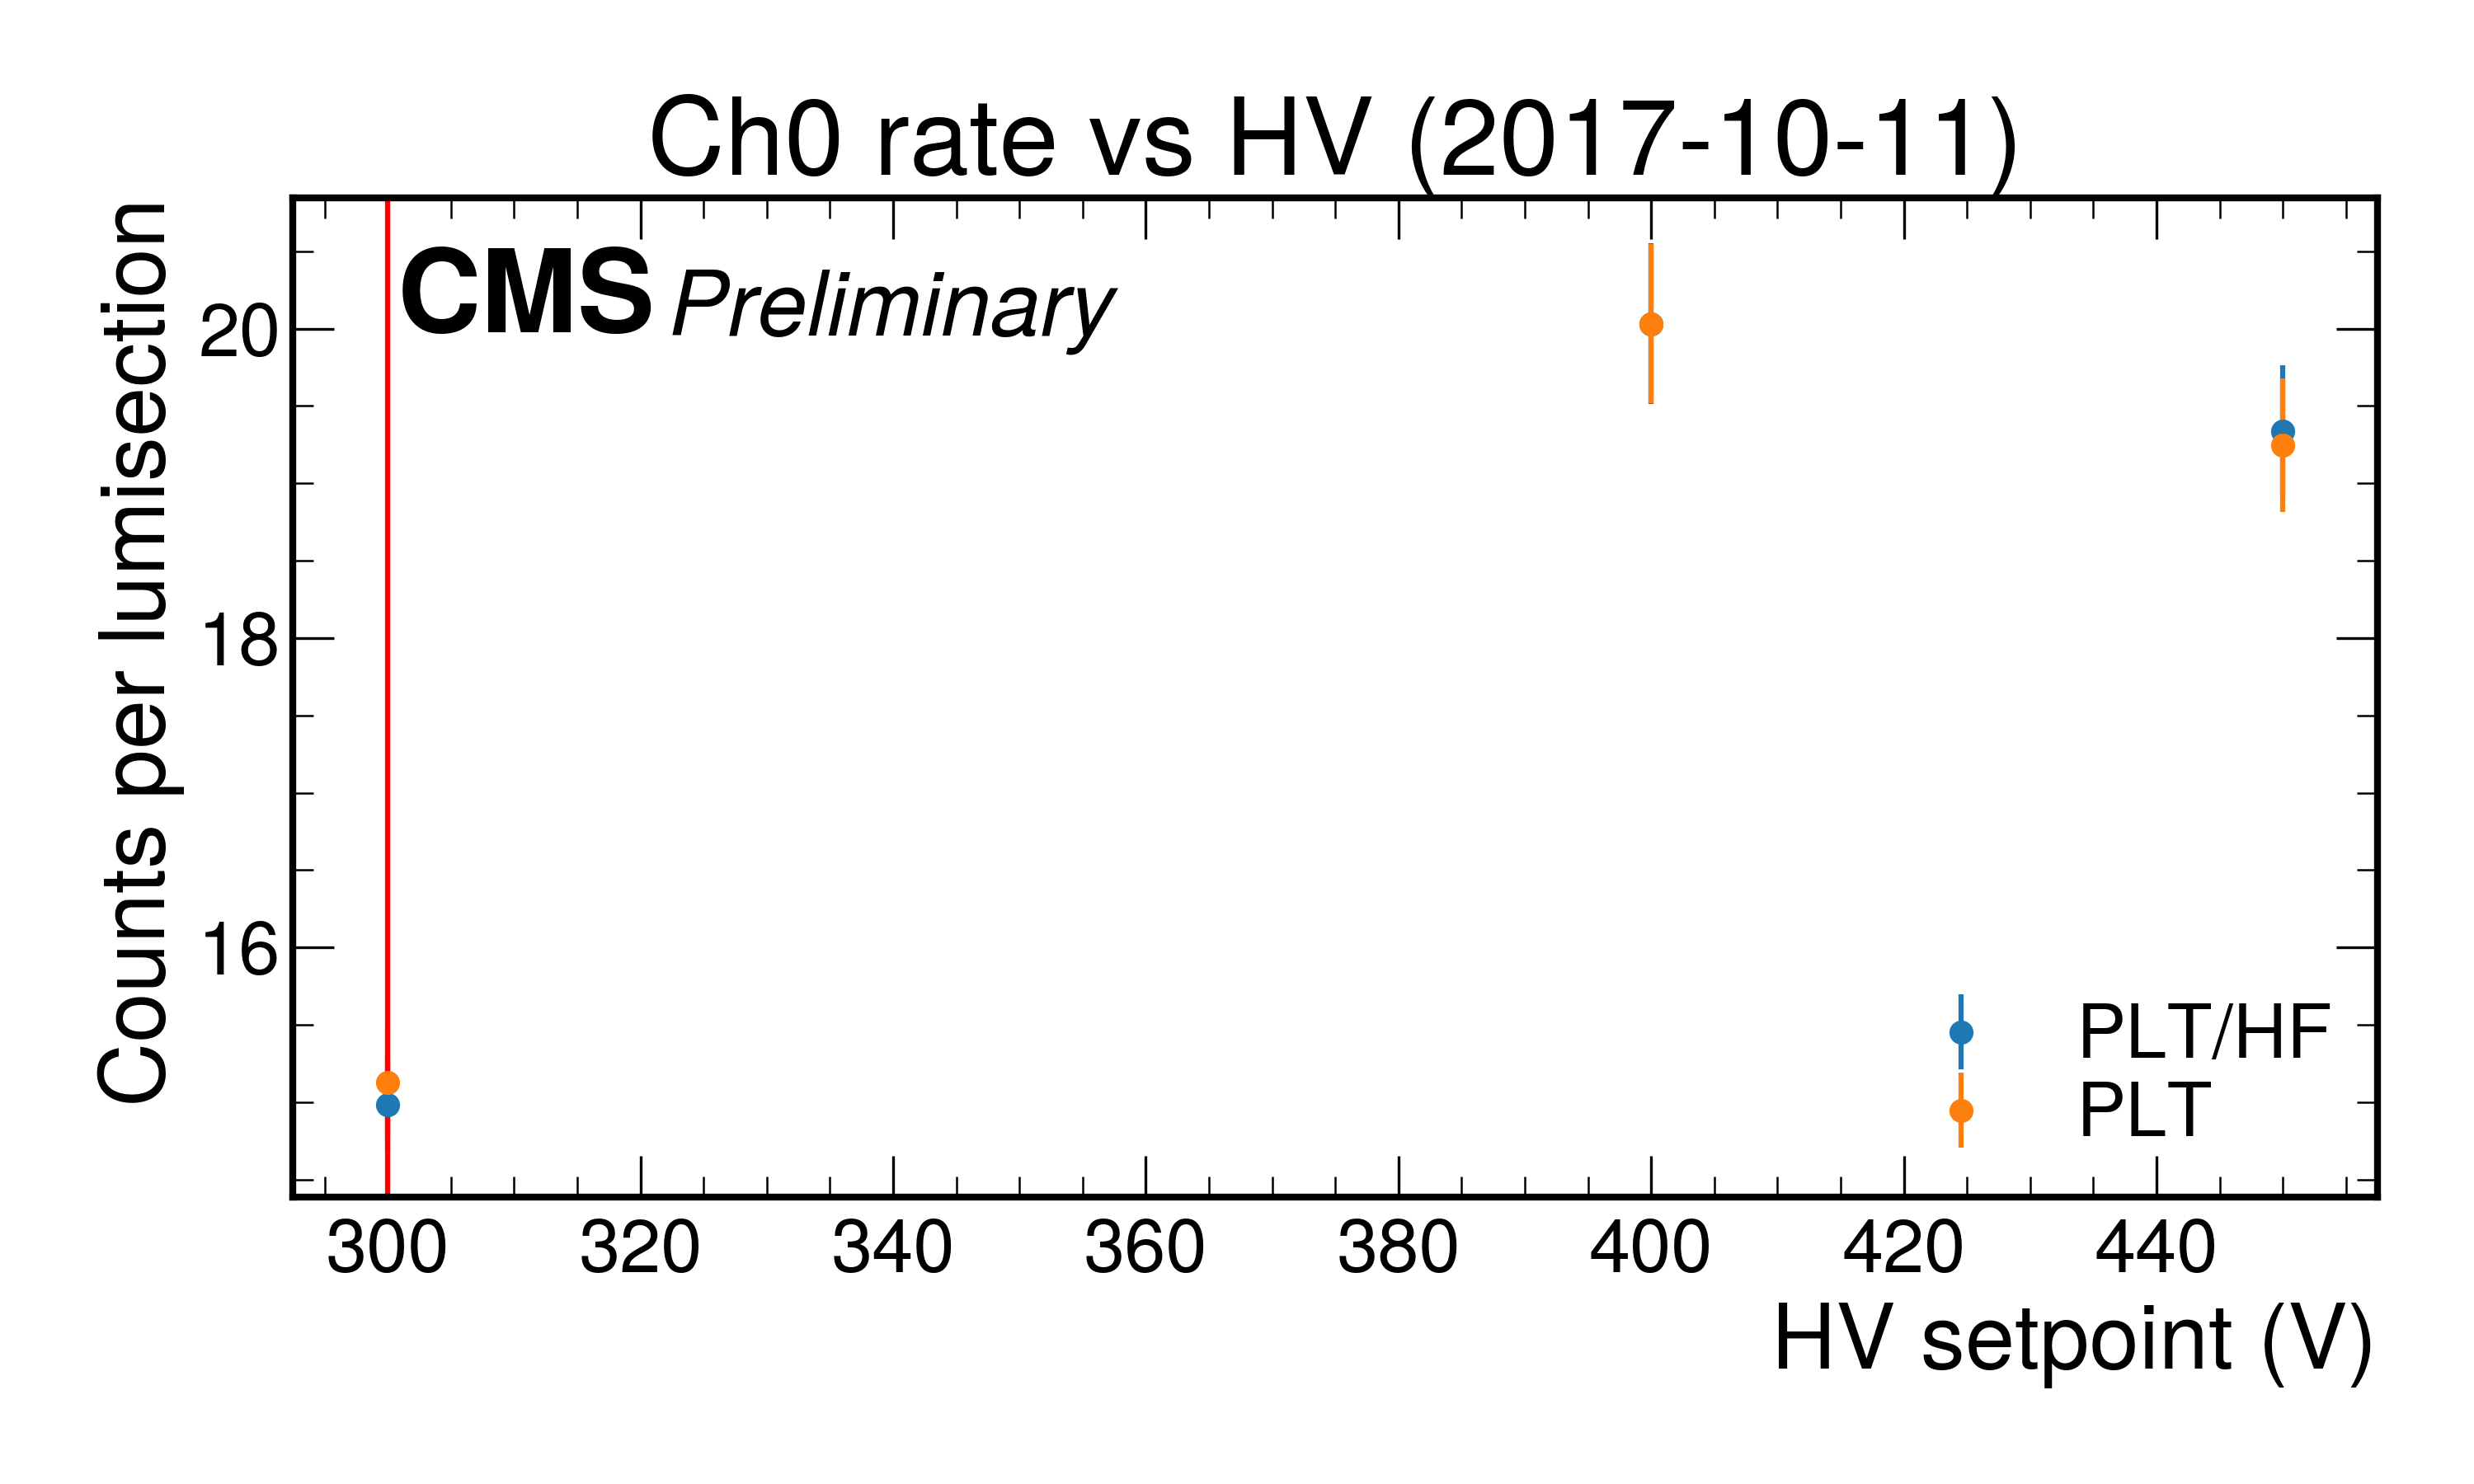 Ch0 rate vs HV (2017-10-11)
CMS Preliminary
Counts per lumisection
20
18
16
PLT/HF
PLT
300 320 340 360 380 400 420 440
HV setpoint (V)